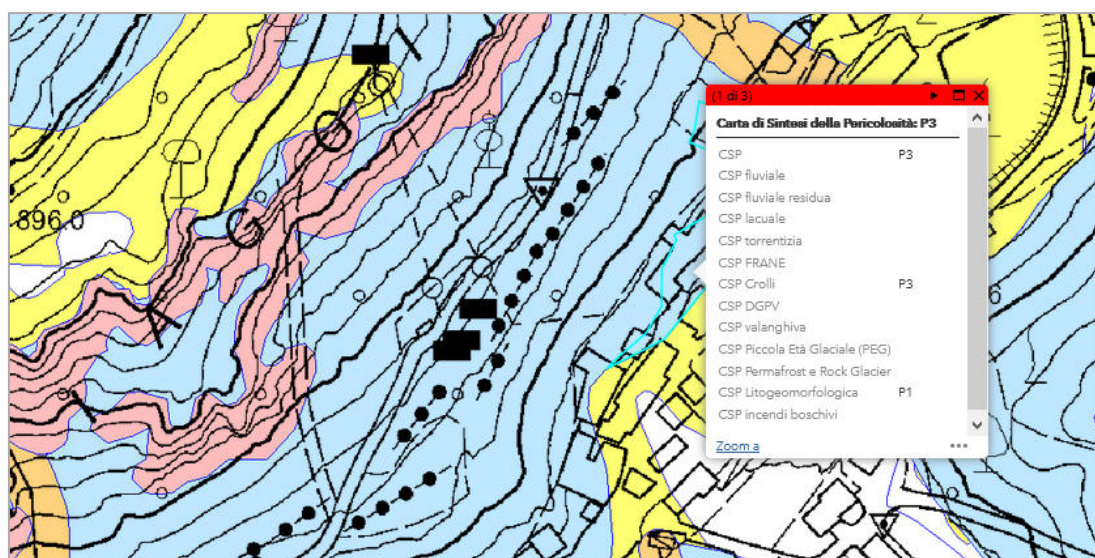 (1 di 3)
Carta di Sintesi della Pericolosità: P3
CSP P3
CSP fluviale
CSP fluviale residua
CSP lacuale
CSP torrentizia
CSP FRANE
CSP Crolli P3
CSP DGPV
CSP valanghiva
CSP Piccola Età Glaciale (PEG)
CSP Permafrost e Rock Glacier
CSP Litogeomorfologica P1
CSP incendi boschivi
Zoom a
896.0
6